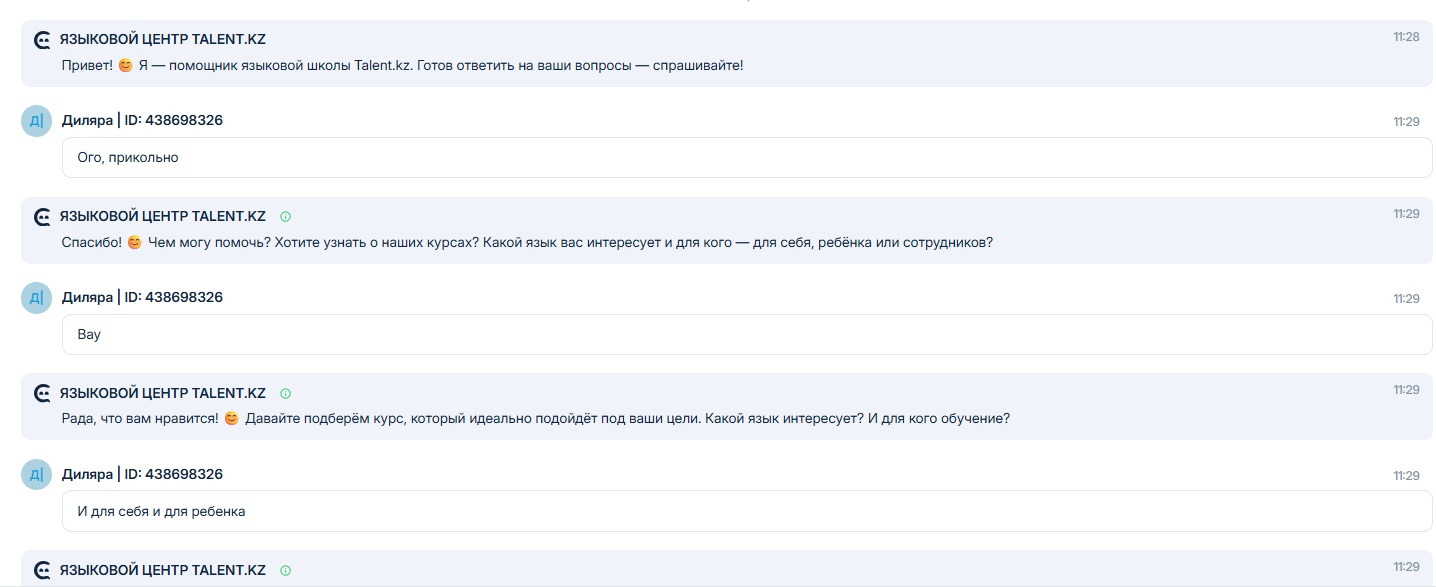 ЯЗЫКОВОЙ ЦЕНТР TALENT.KZ 11:28
Привет! 😊 Я — помощник языковой школы Talent.kz. Готов ответить на ваши вопросы — спрашивайте!
Д| Диляра | ID: 438698326 11:29
Ого, прикольно
ЯЗЫКОВОЙ ЦЕНТР TALENT.KZ 11:29
Спасибо! 😊 Чем могу помочь? Хотите узнать о наших курсах? Какой язык вас интересует и для кого — для себя, ребёнка или сотрудников?
Д| Диляра | ID: 438698326 11:29
Вау
ЯЗЫКОВОЙ ЦЕНТР TALENT.KZ 11:29
Рада, что вам нравится! 😊 Давайте подберём курс, который идеально подойдёт под ваши цели. Какой язык интересует? И для кого обучение?
Д| Диляра | ID: 438698326 11:29
И для себя и для ребенка
ЯЗЫКОВОЙ ЦЕНТР TALENT.KZ 11:29